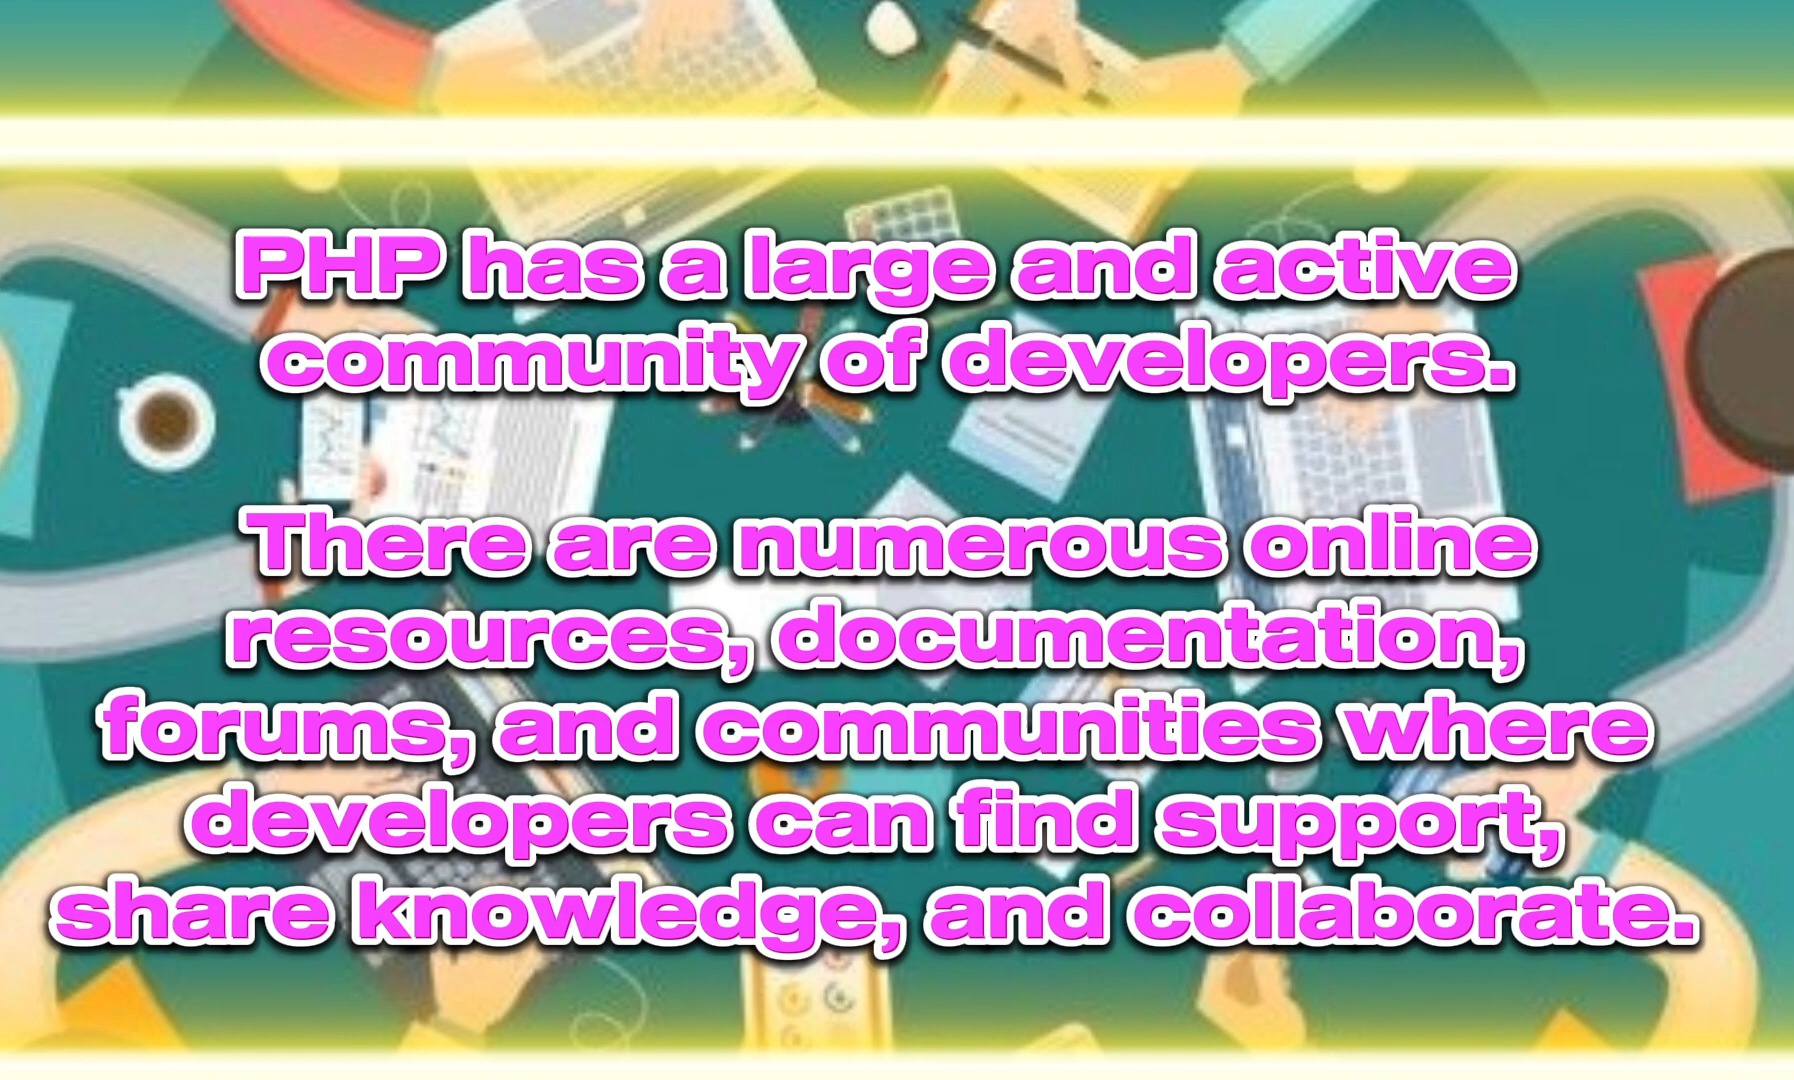 PHP has a large and active
community of developers.
There are numerous online
resources, documentation,
forums, and communities where
developers can find support,
share knowledge, and collaborate.